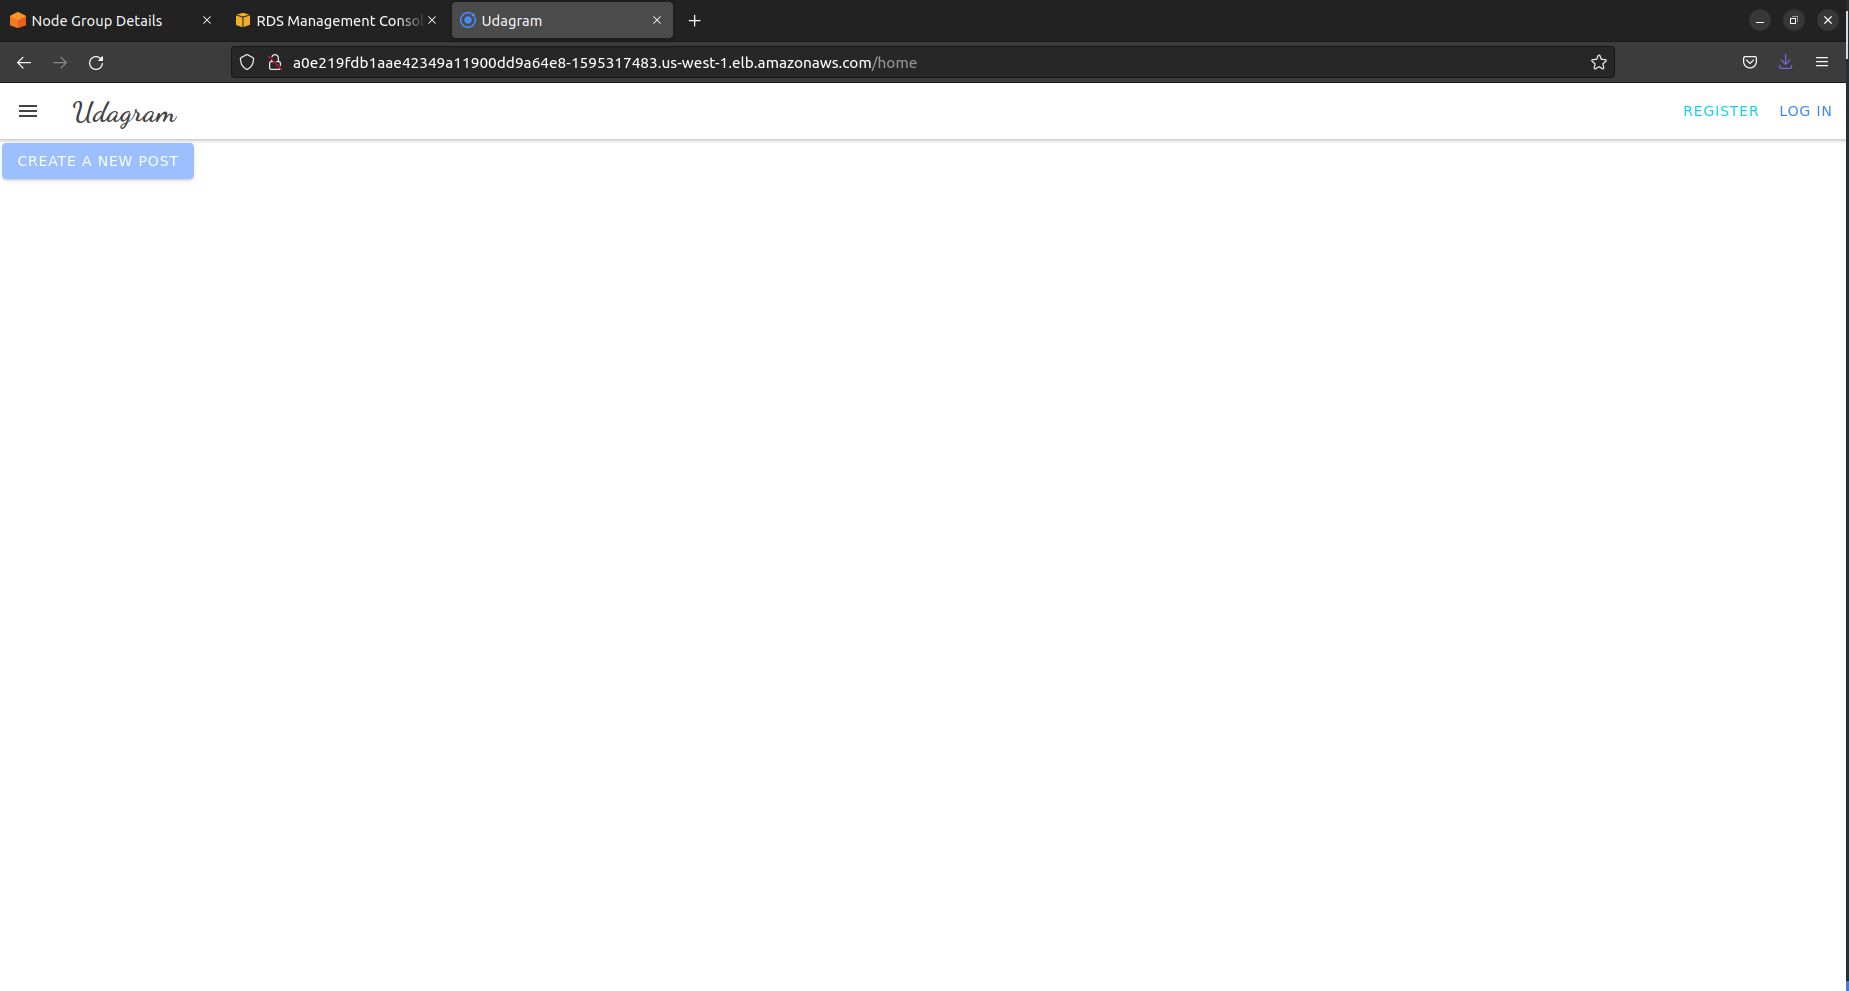 Node Group Details
RDS Management Consol
Udagram
a0e219fdb1aae42349a11900dd9a64e8-1595317483.us-west-1.elb.amazonaws.com/home
Udagram
REGISTER
LOG IN
CREATE A NEW POST